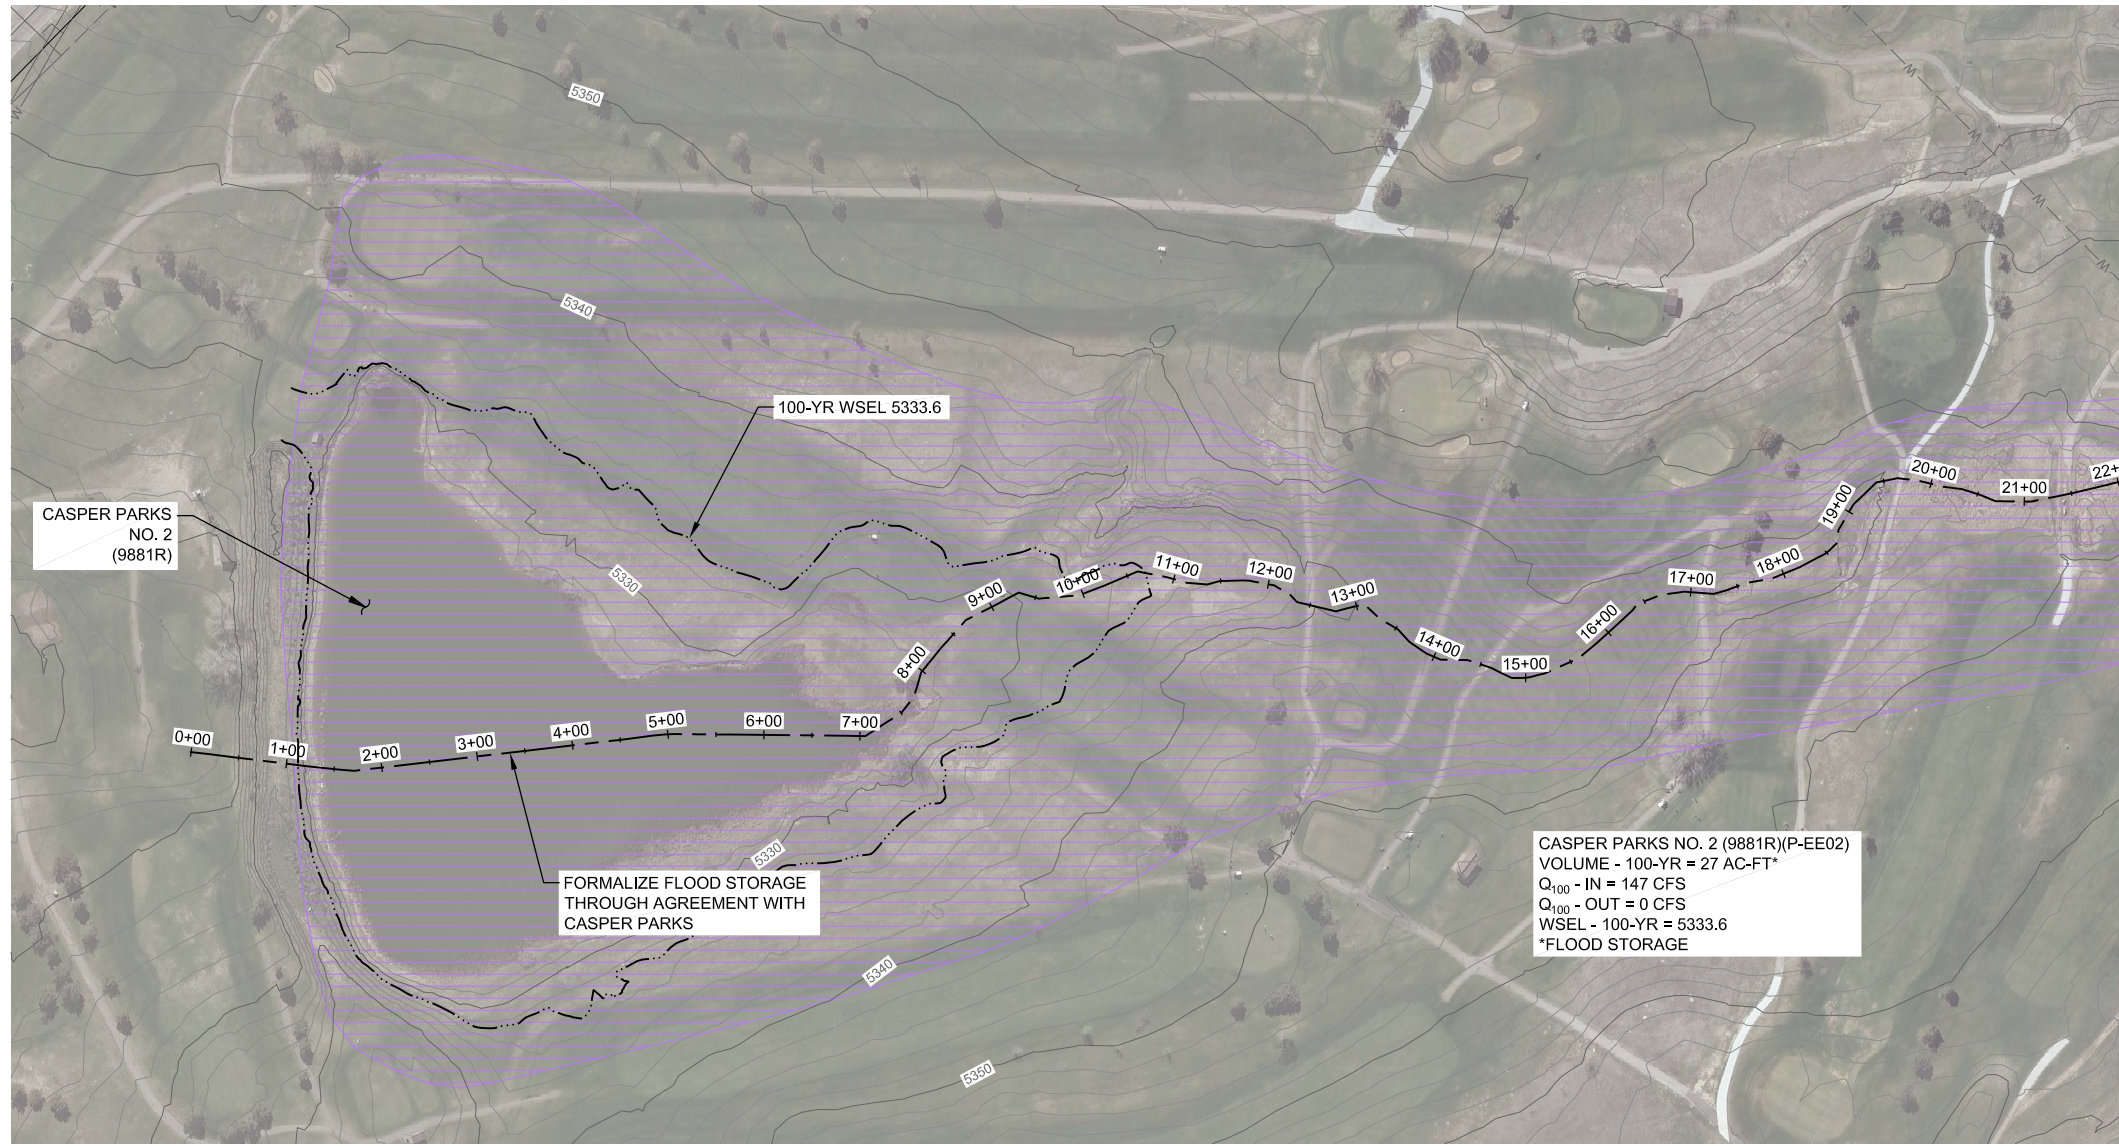 5350
W
W
W
W
W
5340
100-YR WSEL 5333.6
CASPER PARKS
NO. 2
(9881R)
5330
0+00
1+00
2+00
3+00
4+00
5+00
6+00
7+00
8+00
9+00
10+00
11+00
12+00
13+00
14+00
15+00
16+00
17+00
18+00
19+00
20+00
21+00
22+
5330
FORMALIZE FLOOD STORAGE
THROUGH AGREEMENT WITH
CASPER PARKS
5340
5350
CASPER PARKS NO. 2 (9881R)(P-EE02)
VOLUME - 100-YR = 27 AC-FT*
Q100 - IN = 147 CFS
Q100 - OUT = 0 CFS
WSEL - 100-YR = 5333.6
*FLOOD STORAGE